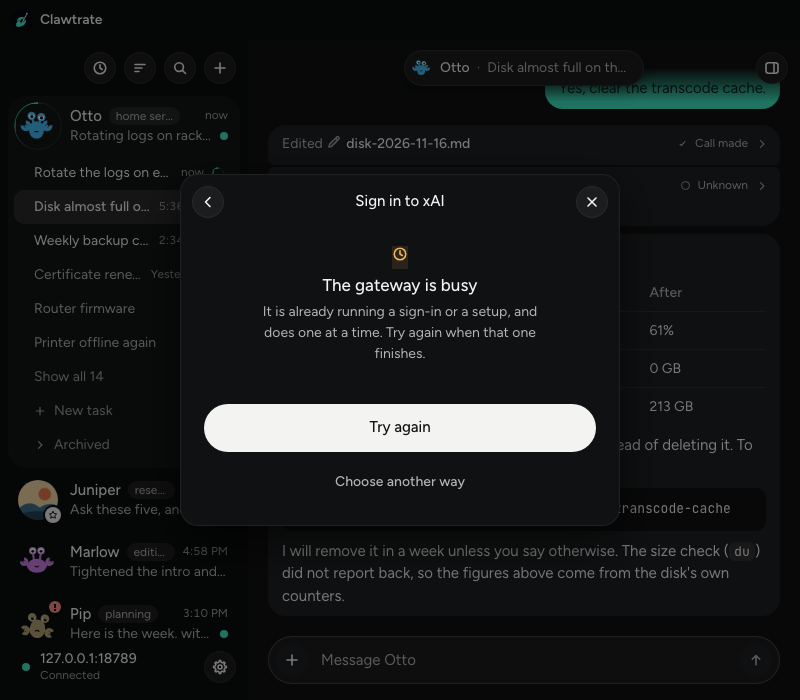 Clawtrate
Otto · Disk almost full on th...
Otto home ser... now
Rotating logs on rack...
Rotate the logs on e... now
Disk almost full o... 5:36
Weekly backup c... 2:34
Certificate rene... Yeste
Router firmware
Printer offline again
Show all 14
New task
Archived
Juniper rese...
Ask these five, an
Marlow editi... 4:58 PM
Tightened the intro and...
Pip planning 3:10 PM
Here is the week. wit...
127.0.0.1:18789
Connected
Yes, clear the transcode cache.
Edited disk-2026-11-16.md Call made
Unknown
Sign in to xAI
The gateway is busy
It is already running a sign-in or a setup, and
does one at a time. Try again when that one
finishes.
Try again
Choose another way
After
61%
0 GB
213 GB
ead of deleting it. To
transcode-cache
I will remove it in a week unless you say otherwise. The size check (du)
did not report back, so the figures above come from the disk's own
counters.
Message Otto